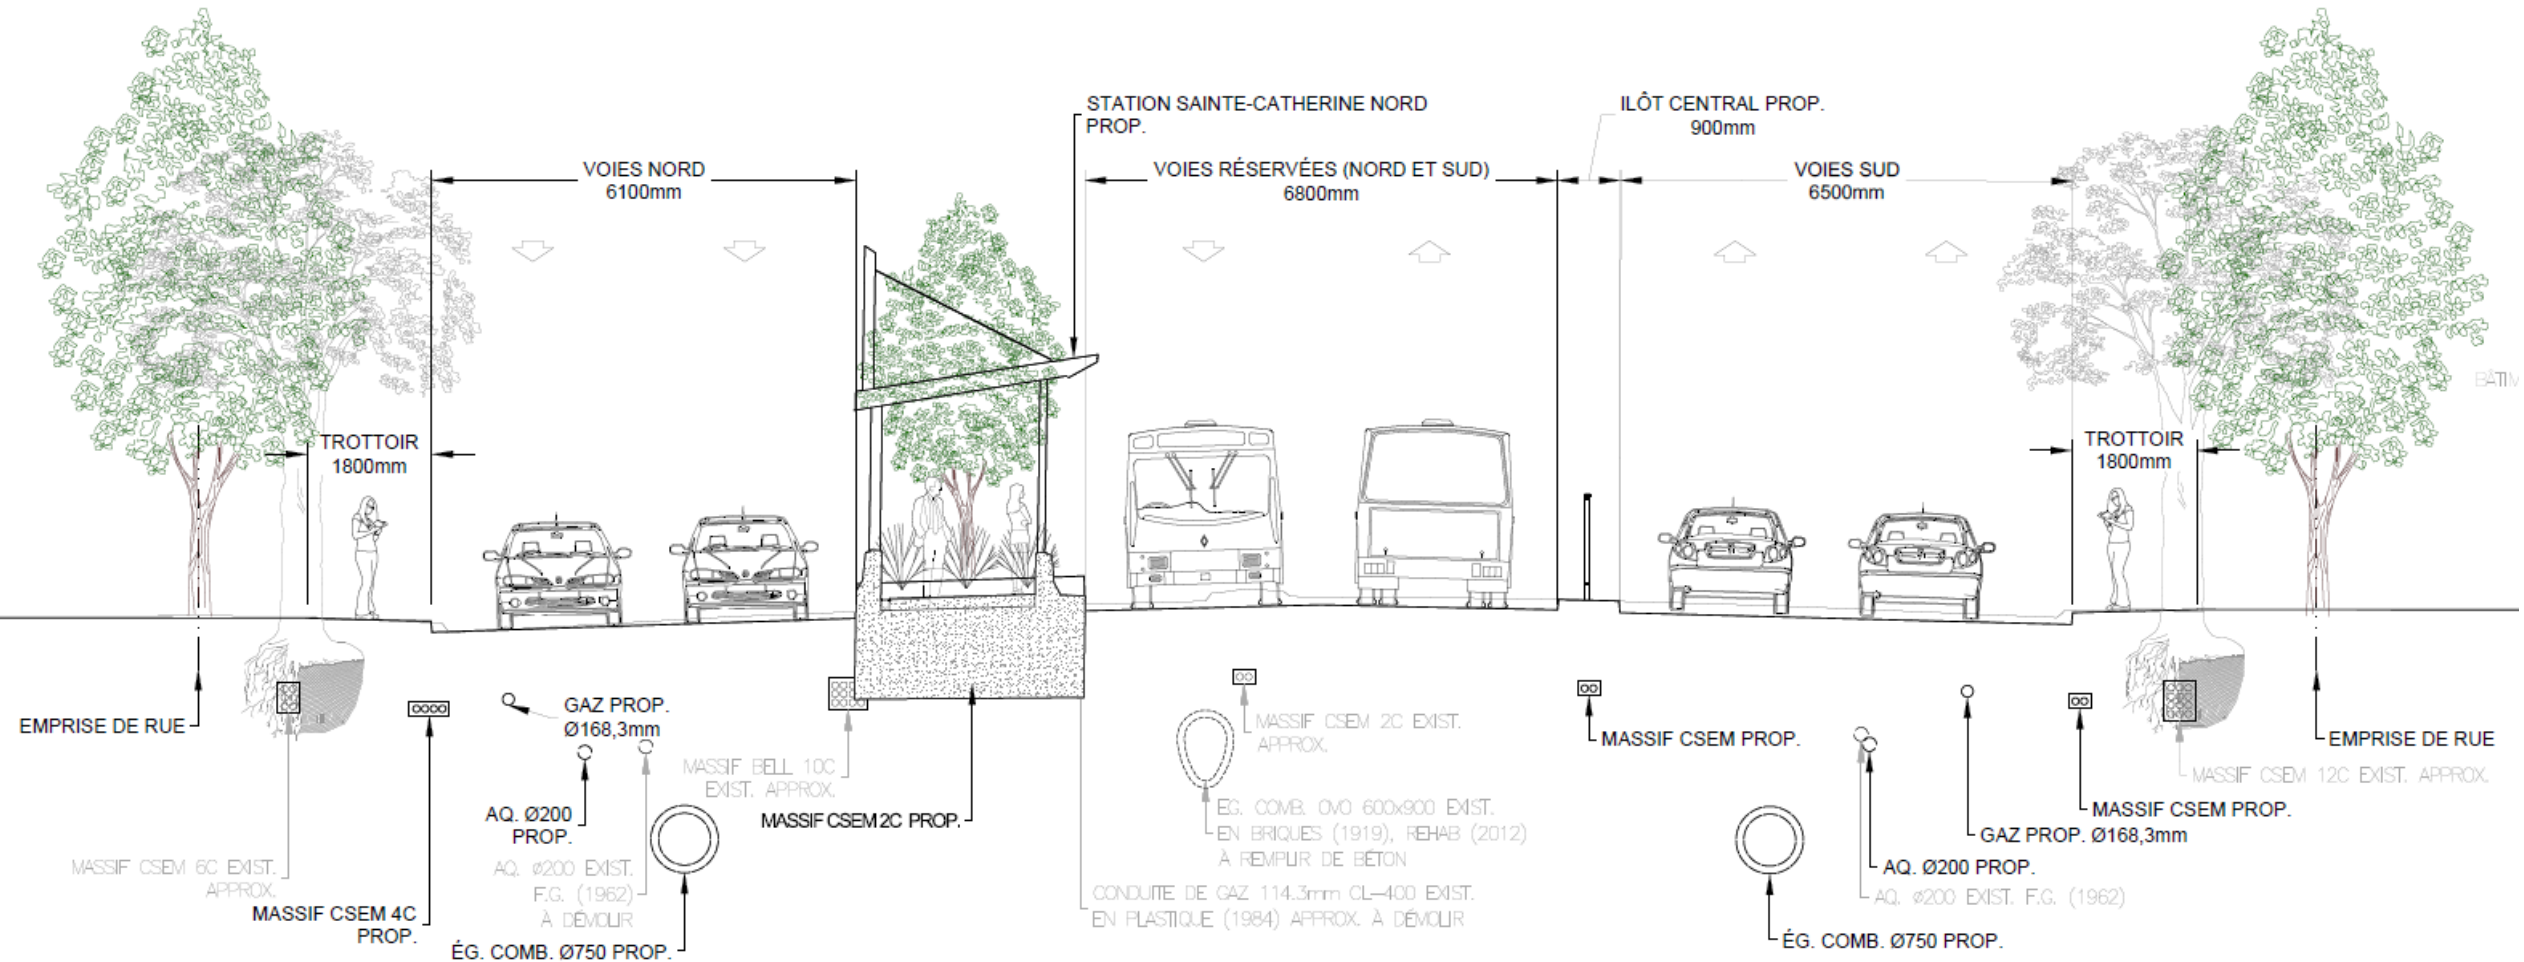 STATION SAINTE-CATHERINE NORD
PROP.
ILÔT CENTRAL PROP.
900mm
VOIES NORD
6100mm
VOIES RÉSERVÉES (NORD ET SUD)
6800mm
VOIES SUD
6500mm
BÂTIM
TROTTOIR
1800mm
TROTTOIR
1800mm
EMPRISE DE RUE
GAZ PROP.
Ø168,3mm
MASSIF CSEM 2C EXIST.
APPROX.
MASSIF CSEM PROP.
EMPRISE DE RUE
MASSIF BELL 10C
EXIST. APPROX.
MASSIF CSEM 12C EXIST. APPROX.
AQ. Ø200
PROP.
MASSIF CSEM 2C PROP.
EG. COMB. OVO 600x900 EXIST.
EN BRIQUES (1919), REHAB (2012)
À REMPLIR DE BÉTON
MASSIF CSEM PROP.
GAZ PROP. Ø168,3mm
MASSIF CSEM 6C EXIST.
APPROX.
AQ. Ø200 EXIST.
F.G. (1962)
À DÉMOLIR
AQ. Ø200 PROP.
AQ. Ø200 EXIST. F.G. (1962)
CONDUITE DE GAZ 114.3mm CL-400 EXIST.
EN PLASTIQUE (1984) APPROX. À DÉMOLIR
MASSIF CSEM 4C
PROP.
ÉG. COMB. Ø750 PROP.
ÉG. COMB. Ø750 PROP.